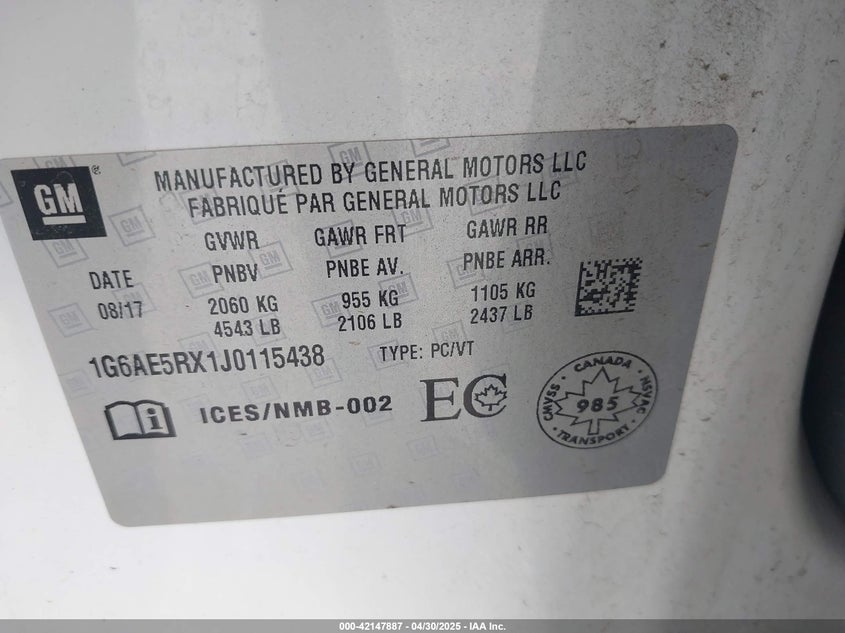 GM ®
MANUFACTURED BY GENERAL MOTORS LLC
FABRIQUÉ PAR GENERAL MOTORS LLC
GVWR GAWR FRT GAWR RR
DATE PNBV PNBE AV. PNBE ARR.
08/17 2060 KG 955 KG 1105 KG
4543 LB 2106 LB 2437 LB
1G6AE5RX1J0115438 TYPE: PC/VT
i ICES/NMB-002 EC
CANADA
CMVSS 985 NSVAC
TRANSPORT
000-42147887 - 04/30/2025 - IAA Inc.